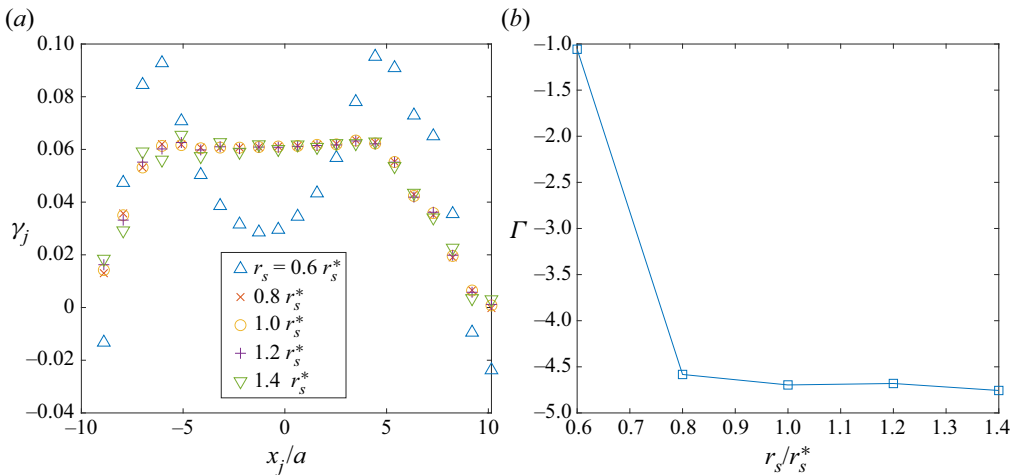 (a)
0.10
0.08
0.06
0.04
0.02
0
−0.02
−0.04
γj
−10
−5
0
5
10
xj/a
rs = 0.6 rs*
0.8 rs*
1.0 rs*
1.2 rs*
1.4 rs*
(b)
−1.0
−1.5
−2.0
−2.5
−3.0
−3.5
−4.0
−4.5
−5.0
Γ
0.6 0.7 0.8 0.9 1.0 1.1 1.2 1.3 1.4
rs/rs*